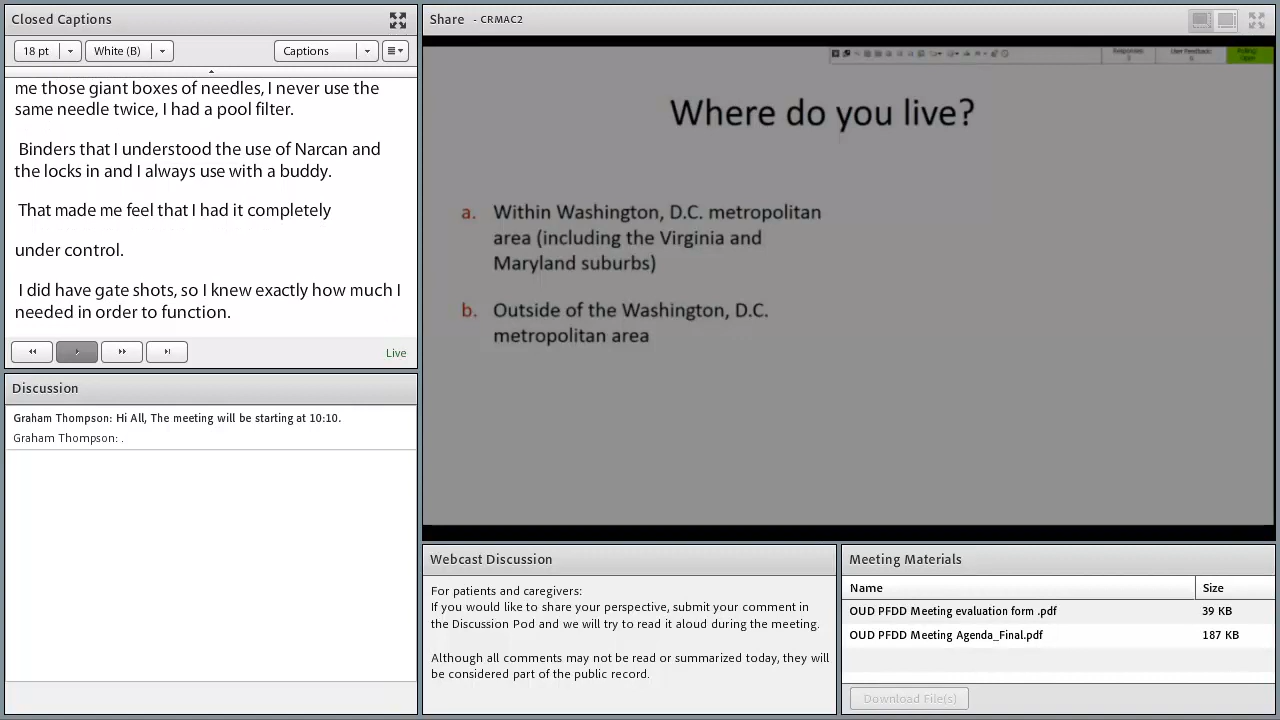 Closed Captions
18 pt
White (B)
Captions
me those giant boxes of needles, I never use the
same needle twice, I had a pool filter.
Binders that I understood the use of Narcan and
the locks in and I always use with a buddy.
That made me feel that I had it completely
under control.
I did have gate shots, so I knew exactly how much I
needed in order to function.
Live
Discussion
Graham Thompson: Hi All, The meeting will be starting at 10:10.
Graham Thompson: .
Share - CRMAC2
Responses
User Feedback:
Polling:
Open
Where do you live?
a. Within Washington, D.C. metropolitan
area (including the Virginia and
Maryland suburbs)
b. Outside of the Washington, D.C.
metropolitan area
Webcast Discussion
For patients and caregivers:
If you would like to share your perspective, submit your comment in
the Discussion Pod and we will try to read it aloud during the meeting.
Although all comments may not be read or summarized today, they will
be considered part of the public record.
Meeting Materials
Name Size
OUD PFDD Meeting evaluation form .pdf 39 KB
OUD PFDD Meeting Agenda_Final.pdf 187 KB
Download File(s)